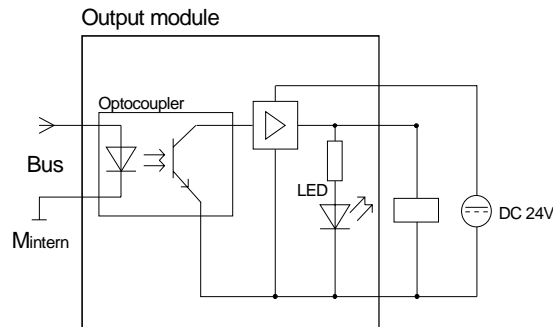 Output module
Optocoupler
Bus
LED
DC 24V
Mintern